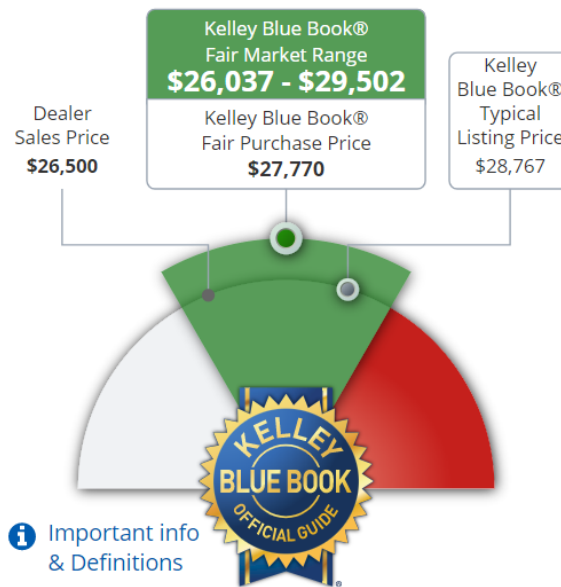 Kelley Blue Book®
Fair Market Range
$26,037 - $29,502
Kelley Blue Book®
Fair Purchase Price
$27,770
Dealer
Sales Price
$26,500
Kelley
Blue Book®
Typical
Listing Price
$28,767
KELLEY
BLUE BOOK
OFFICIAL GUIDE
®
i Important info
& Definitions